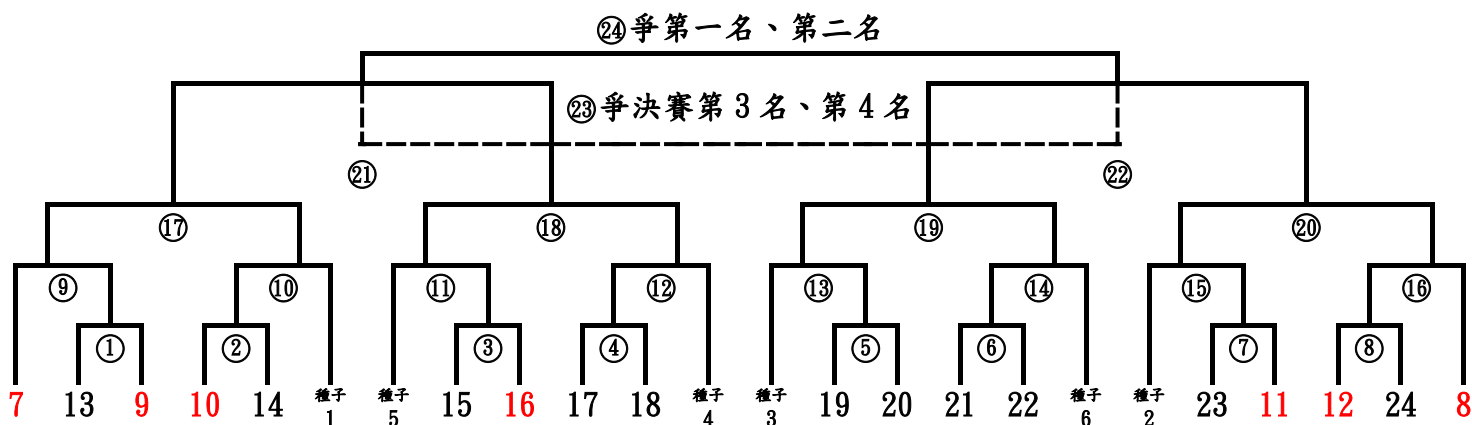 ㉔爭第一名、第二名
㉓爭決賽第3名、第4名
㉑ ㉒
⑰ ⑱ ⑲ ⑳
⑨ ⑩ ⑪ ⑫ ⑬ ⑭ ⑮ ⑯
① ② ③ ④ ⑤ ⑥ ⑦ ⑧
7 13 9 10 14 種子1 種子5 15 16 17 18 種子4 種子3 19 20 21 22 種子6 種子2 23 11 12 24 8